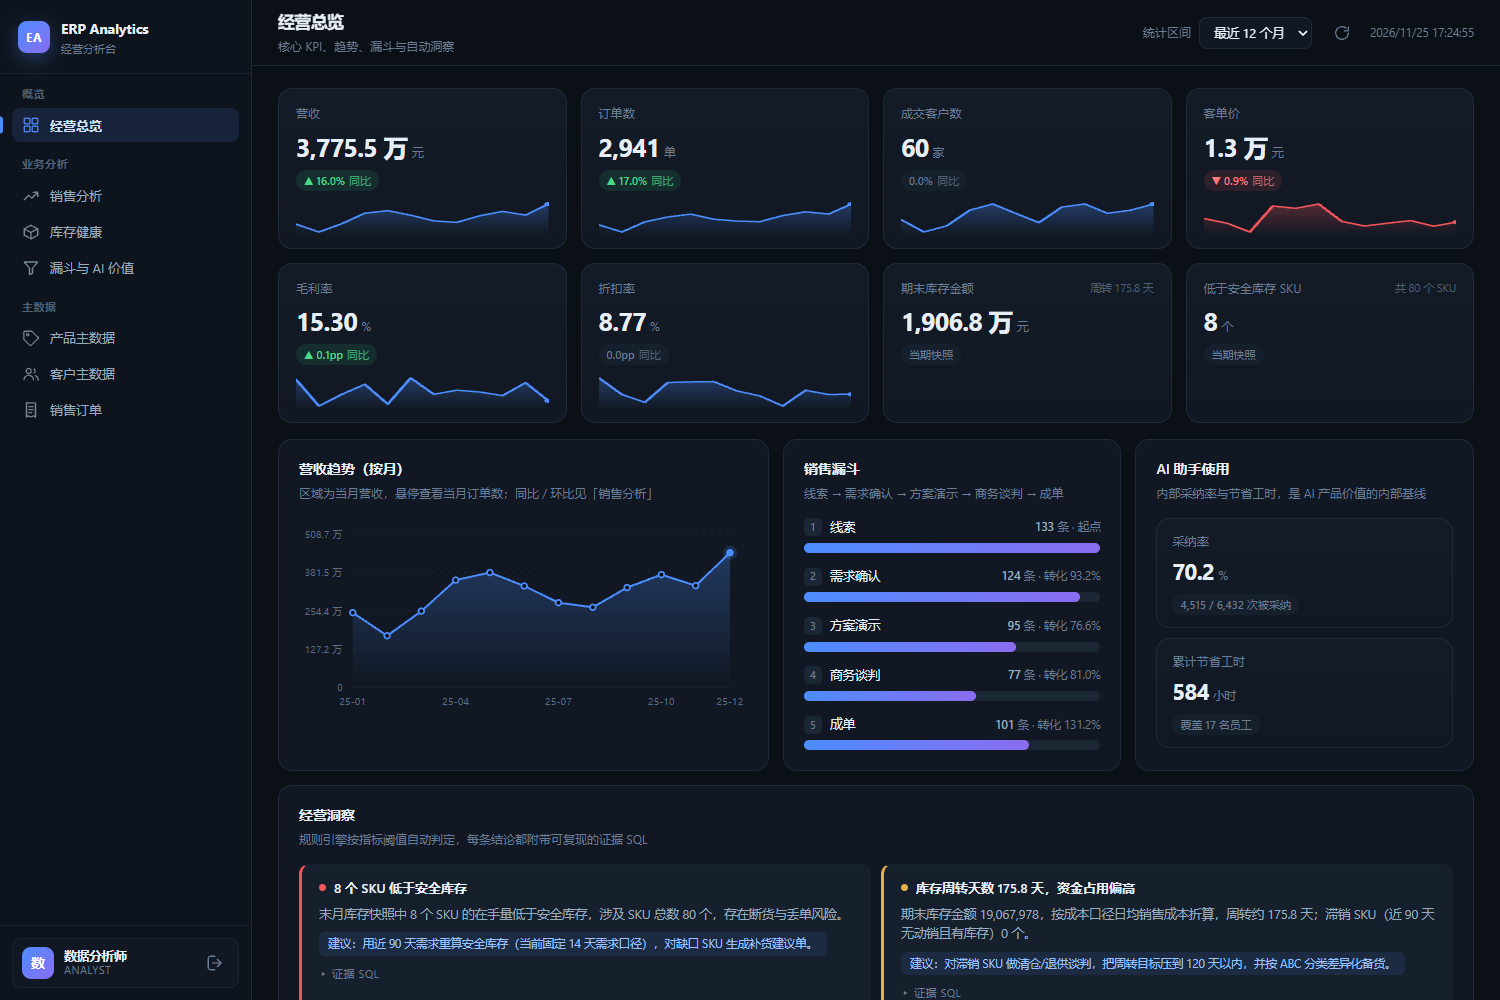 EA
ERP Analytics
经营分析台
概览
经营总览
业务分析
销售分析
库存健康
漏斗与 AI 价值
主数据
产品主数据
客户主数据
销售订单
数
数据分析师
ANALYST
经营总览
核心 KPI、趋势、漏斗与自动洞察
统计区间
最近 12 个月
2026/11/25 17:24:55
营收
3,775.5 万 元
▲ 16.0% 同比
订单数
2,941 单
▲ 17.0% 同比
成交客户数
60 家
0.0% 同比
客单价
1.3 万 元
▼ 0.9% 同比
毛利率
15.30 %
▲ 0.1pp 同比
折扣率
8.77 %
0.0pp 同比
期末库存金额
周转 175.8 天
1,906.8 万 元
当期快照
低于安全库存 SKU
共 80 个 SKU
8 个
当期快照
营收趋势（按月）
区域为当月营收，悬停查看当月订单数；同比 / 环比见「销售分析」
508.7 万
381.5 万
254.4 万
127.2 万
0
25-01
25-04
25-07
25-10
25-12
销售漏斗
线索 → 需求确认 → 方案演示 → 商务谈判 → 成单
1 线索 133 条 · 起点
2 需求确认 124 条 · 转化 93.2%
3 方案演示 95 条 · 转化 76.6%
4 商务谈判 77 条 · 转化 81.0%
5 成单 101 条 · 转化 131.2%
AI 助手使用
内部采纳率与节省工时，是 AI 产品价值的内部基线
采纳率
70.2 %
4,515 / 6,432 次被采纳
累计节省工时
584 小时
覆盖 17 名员工
经营洞察
规则引擎按指标阈值自动判定，每条结论都附带可复现的证据 SQL
8 个 SKU 低于安全库存
末月库存快照中 8 个 SKU 的在手量低于安全库存，涉及 SKU 总数 80 个，存在断货与丢单风险。
建议：用近 90 天需求重算安全库存（当前固定 14 天需求口径），对缺口 SKU 生成补货建议单。
▸ 证据 SQL
库存周转天数 175.8 天，资金占用偏高
期末库存金额 19,067,978，按成本口径日均销售成本折算，周转约 175.8 天；滞销 SKU（近 90 天
无动销且有库存）0 个。
建议：对滞销 SKU 做清仓/退供谈判，把周转目标压到 120 天以内，并按 ABC 分类差异化备货。
▸ 证据 SQL